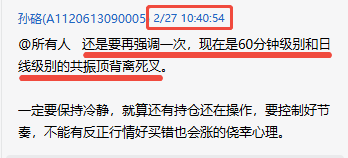 孙硌(A1120613090005 2/27 10:40:54
@所有人 还是要再强调一次，现在是60分钟级别和日
线级别的共振顶背离死叉。
一定要保持冷静，就算还有持仓还在操作，要控制好节
奏，不能有反正行情好买错也会涨的侥幸心理。